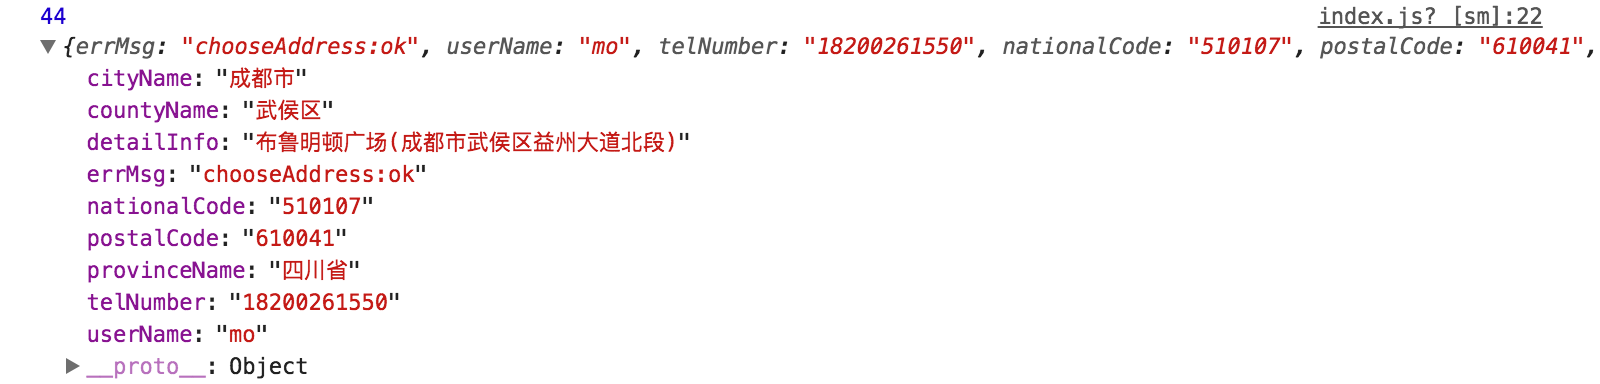 44 index.js? [sm]:22
▼{errMsg: "chooseAddress:ok", userName: "mo", telNumber: "18200261550", nationalCode: "510107", postalCode: "610041",
cityName: "成都市"
countyName: "武侯区"
detailInfo: "布鲁明顿广场(成都市武侯区益州大道北段)"
errMsg: "chooseAddress:ok"
nationalCode: "510107"
postalCode: "610041"
provinceName: "四川省"
telNumber: "18200261550"
userName: "mo"
▶__proto__: Object